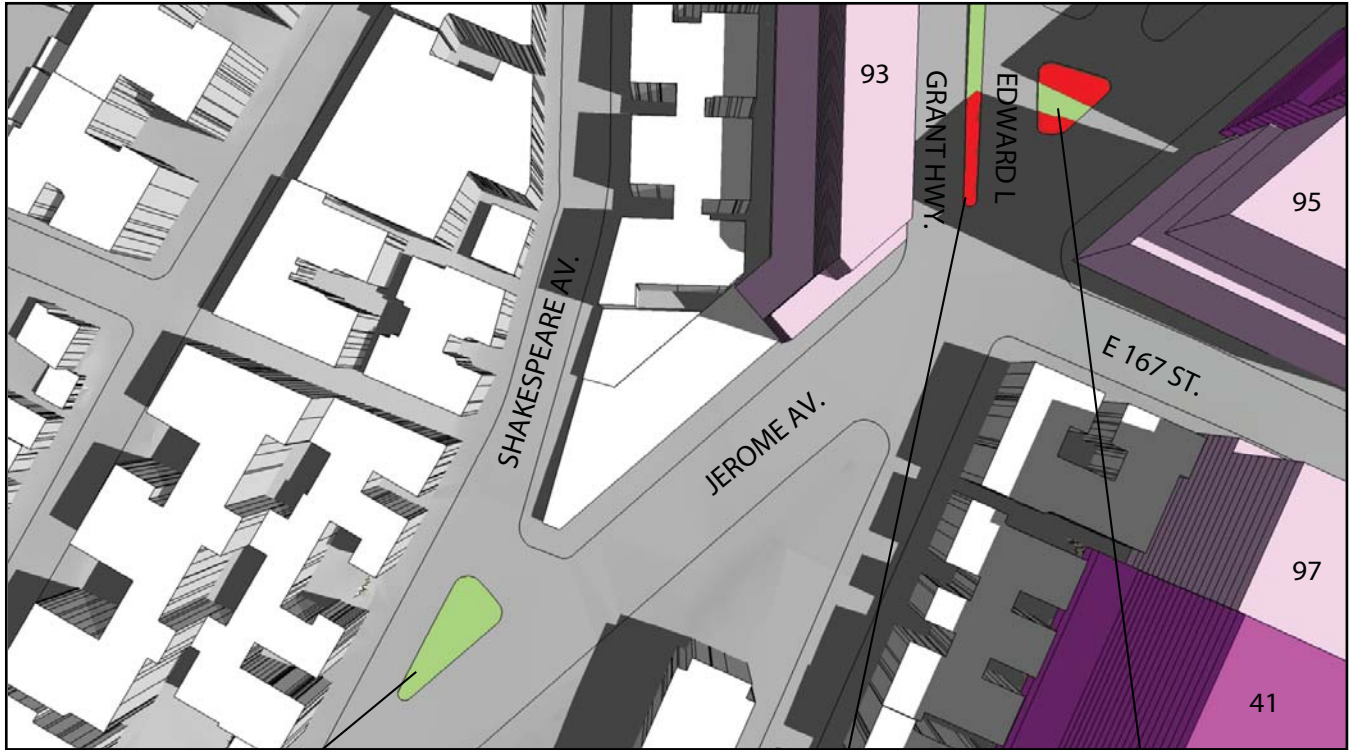 93
GRANT HWY.
EDWARD L
95
SHAKESPEARE AV.
E 167 ST.
JEROME AV.
97
41